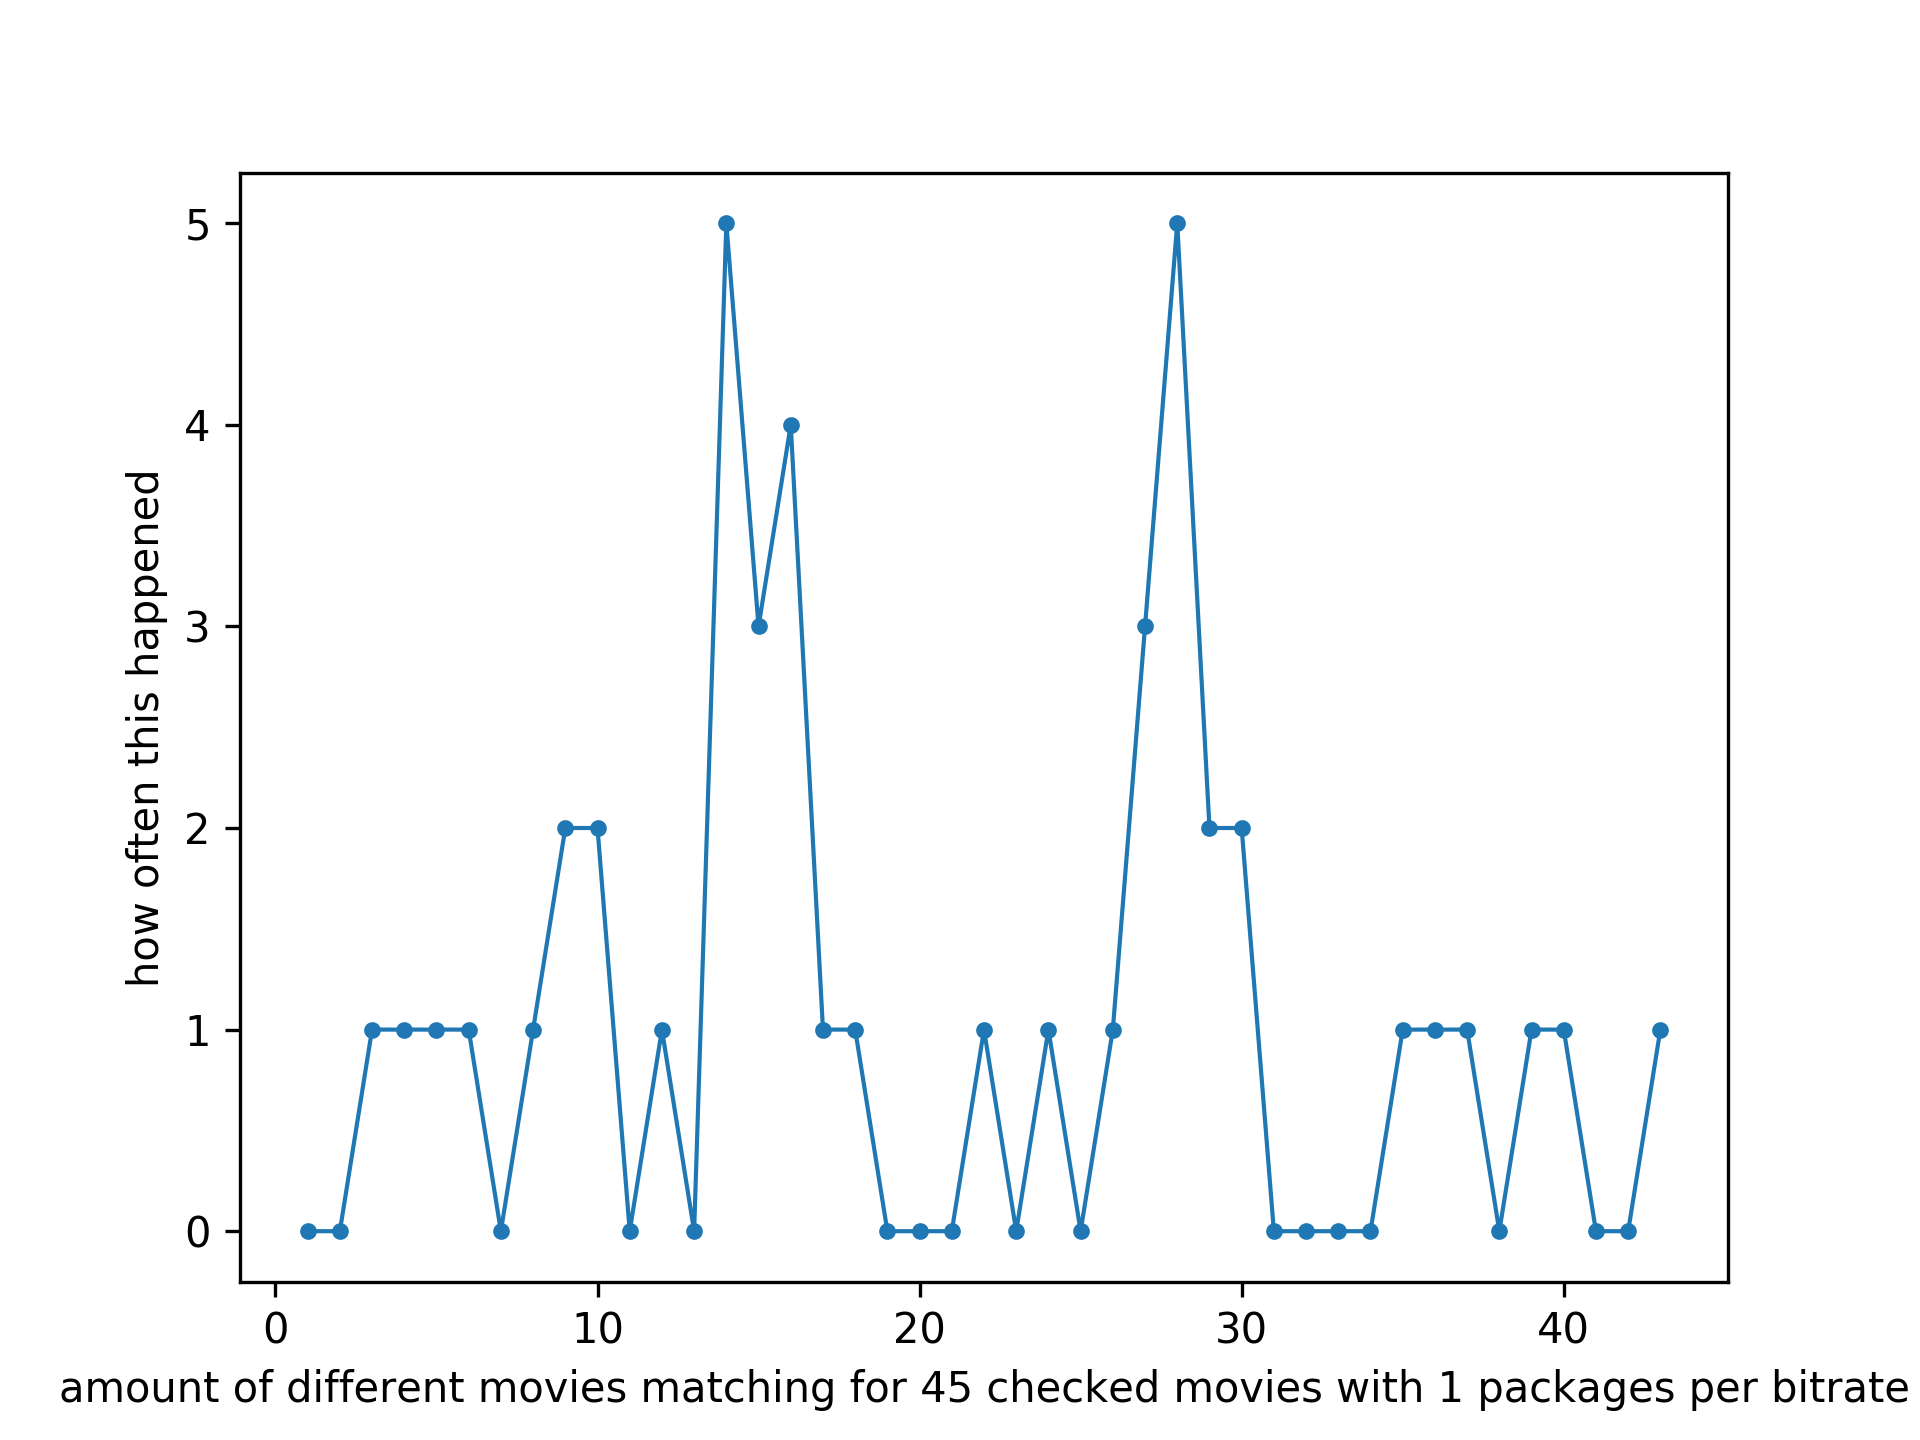 5
4
3
2
1
0
how often this happened
0 10 20 30 40
amount of different movies matching for 45 checked movies with 1 packages per bitrate